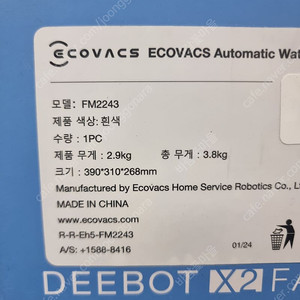 ECOVACS ECOVACS Automatic Wat
모델: FM2243
제품 색상: 흰색
수량 : 1PC
제품 무게 : 2.9kg 총 무게 : 3.8kg
크기 : 390*310*268mm
Manufactured by Ecovacs Home Service Robotics Co., L
MADE IN CHINA
www.ecovacs.com
R-R-Eh5-FM2243
A/S: +1588-8416
01/24
DEEBOT X2 FA